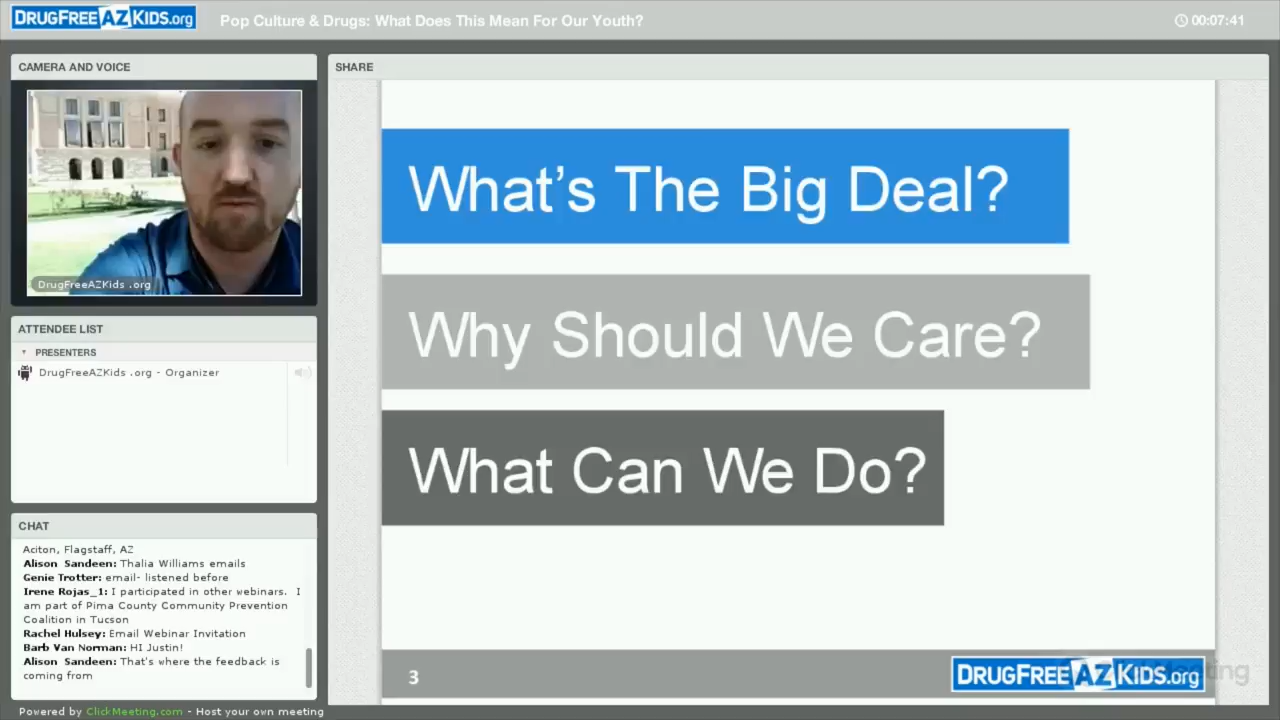 DRUGFREEAZKIDS.org
Pop Culture & Drugs: What Does This Mean For Our Youth?
00:07:41
CAMERA AND VOICE
DrugFreeAZKids .org
ATTENDEE LIST
PRESENTERS
DrugFreeAZKids .org - Organizer
CHAT
Aciton, Flagstaff, AZ
Alison Sandeen: Thalia Williams emails
Genie Trotter: email- listened before
Irene Rojas_1: I participated in other webinars. I
am part of Pima County Community Prevention
Coalition in Tucson
Rachel Hulsey: Email Webinar Invitation
Barb Van Norman: HI Justin!
Alison Sandeen: That's where the feedback is
coming from
Powered by ClickMeeting.com - Host your own meeting
SHARE
What's The Big Deal?
Why Should We Care?
What Can We Do?
3
DRUGFREEAZKIDS.org